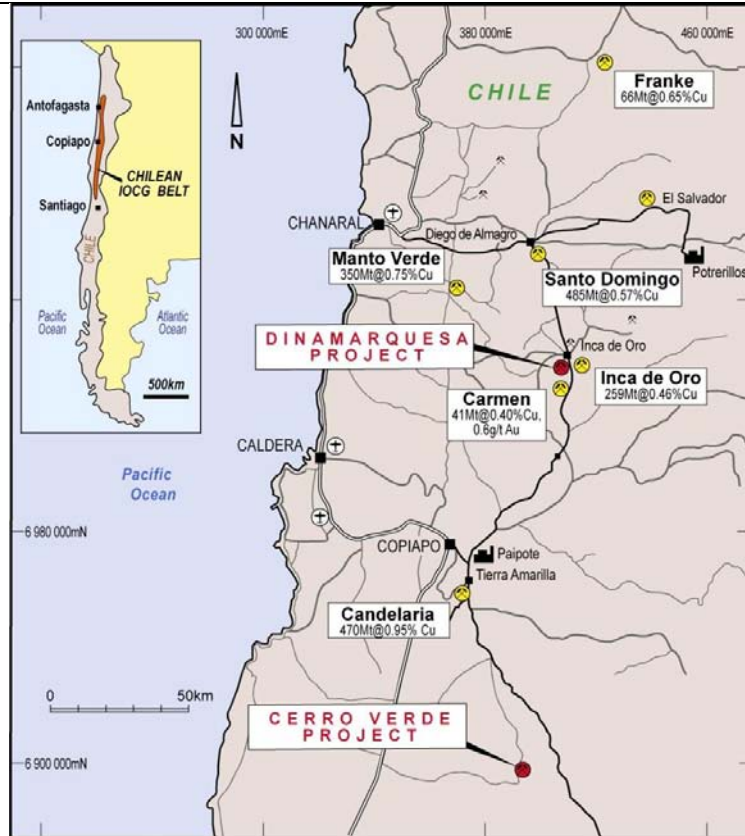 300 000mE
380 000mE
460 000mE
Antofagasta
Copiapo
CHILEAN
IOCG BELT
Santiago
CHILE
Pacific
Ocean
Atlantic
Ocean
500km
N
CHILE
Franke
66Mt@0.65%Cu
CHANARAL
Diego de Almagro
El Salvador
Potrerillos
Manto Verde
350Mt@0.75%Cu
Santo Domingo
485Mt@0.57%Cu
DINAMARQUESA
PROJECT
Inca de Oro
Inca de Oro
259Mt@0.46%Cu
Carmen
41Mt@0.40%Cu,
0.6g/t Au
CALDERA
Pacific
Ocean
6 980 000mN
COPIAPO
Paipote
Tierra Amarilla
Candelaria
470Mt@0.95% Cu
0 50km
CERRO VERDE
PROJECT
6 900 000mN